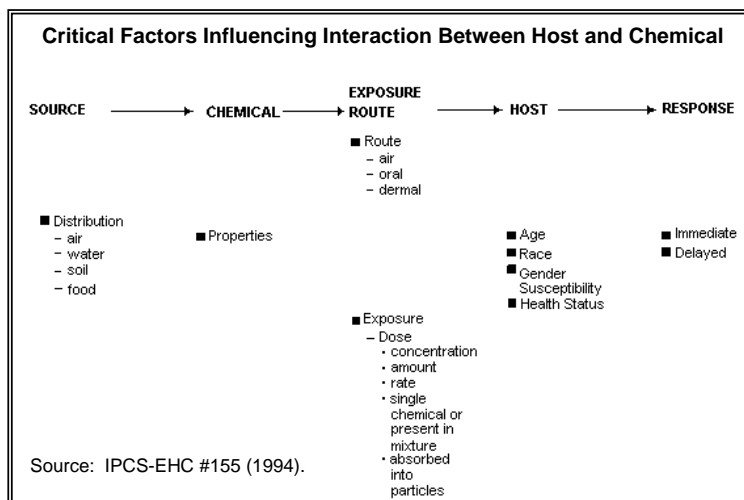 Critical Factors Influencing Interaction Between Host and Chemical
SOURCE
CHEMICAL
EXPOSURE
ROUTE
HOST
RESPONSE
■ Distribution
– air
– water
– soil
– food
■ Properties
■ Route
– air
– oral
– dermal
■ Exposure
– Dose
· concentration
· amount
· rate
· single
chemical or
present in
mixture
· absorbed
into
particles
■ Age
■ Race
■ Gender
Susceptibility
■ Health Status
■ Immediate
■ Delayed
Source: IPCS-EHC #155 (1994).